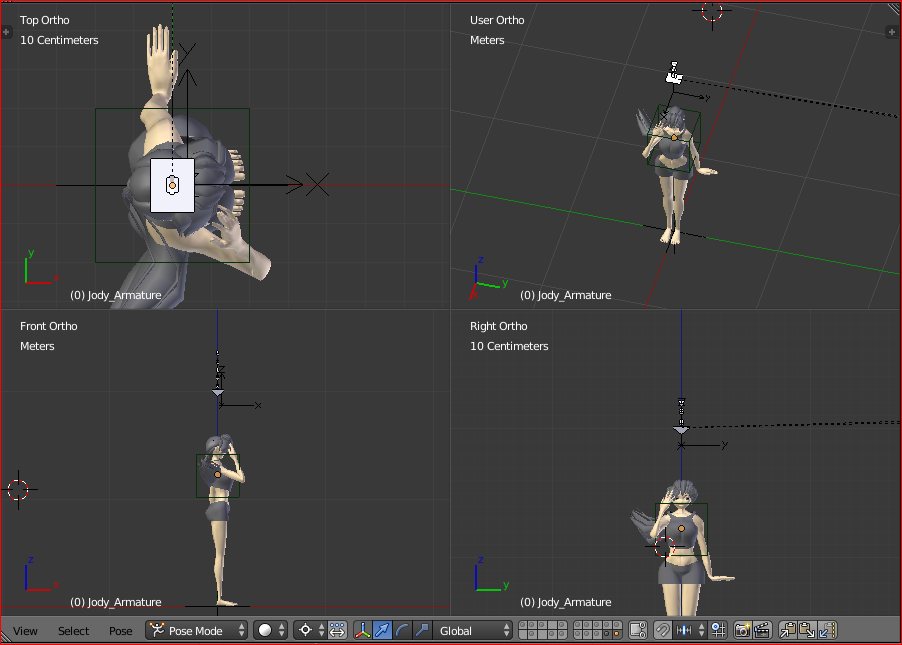 Top Ortho
10 Centimeters
Y
X
y
x
(0) Jody_Armature
User Ortho
Meters
y
z
y
x
(0) Jody_Armature
Front Ortho
Meters
z
x
z
x
(0) Jody_Armature
Right Ortho
10 Centimeters
y
z
y
(0) Jody_Armature
View Select Pose Pose Mode Global